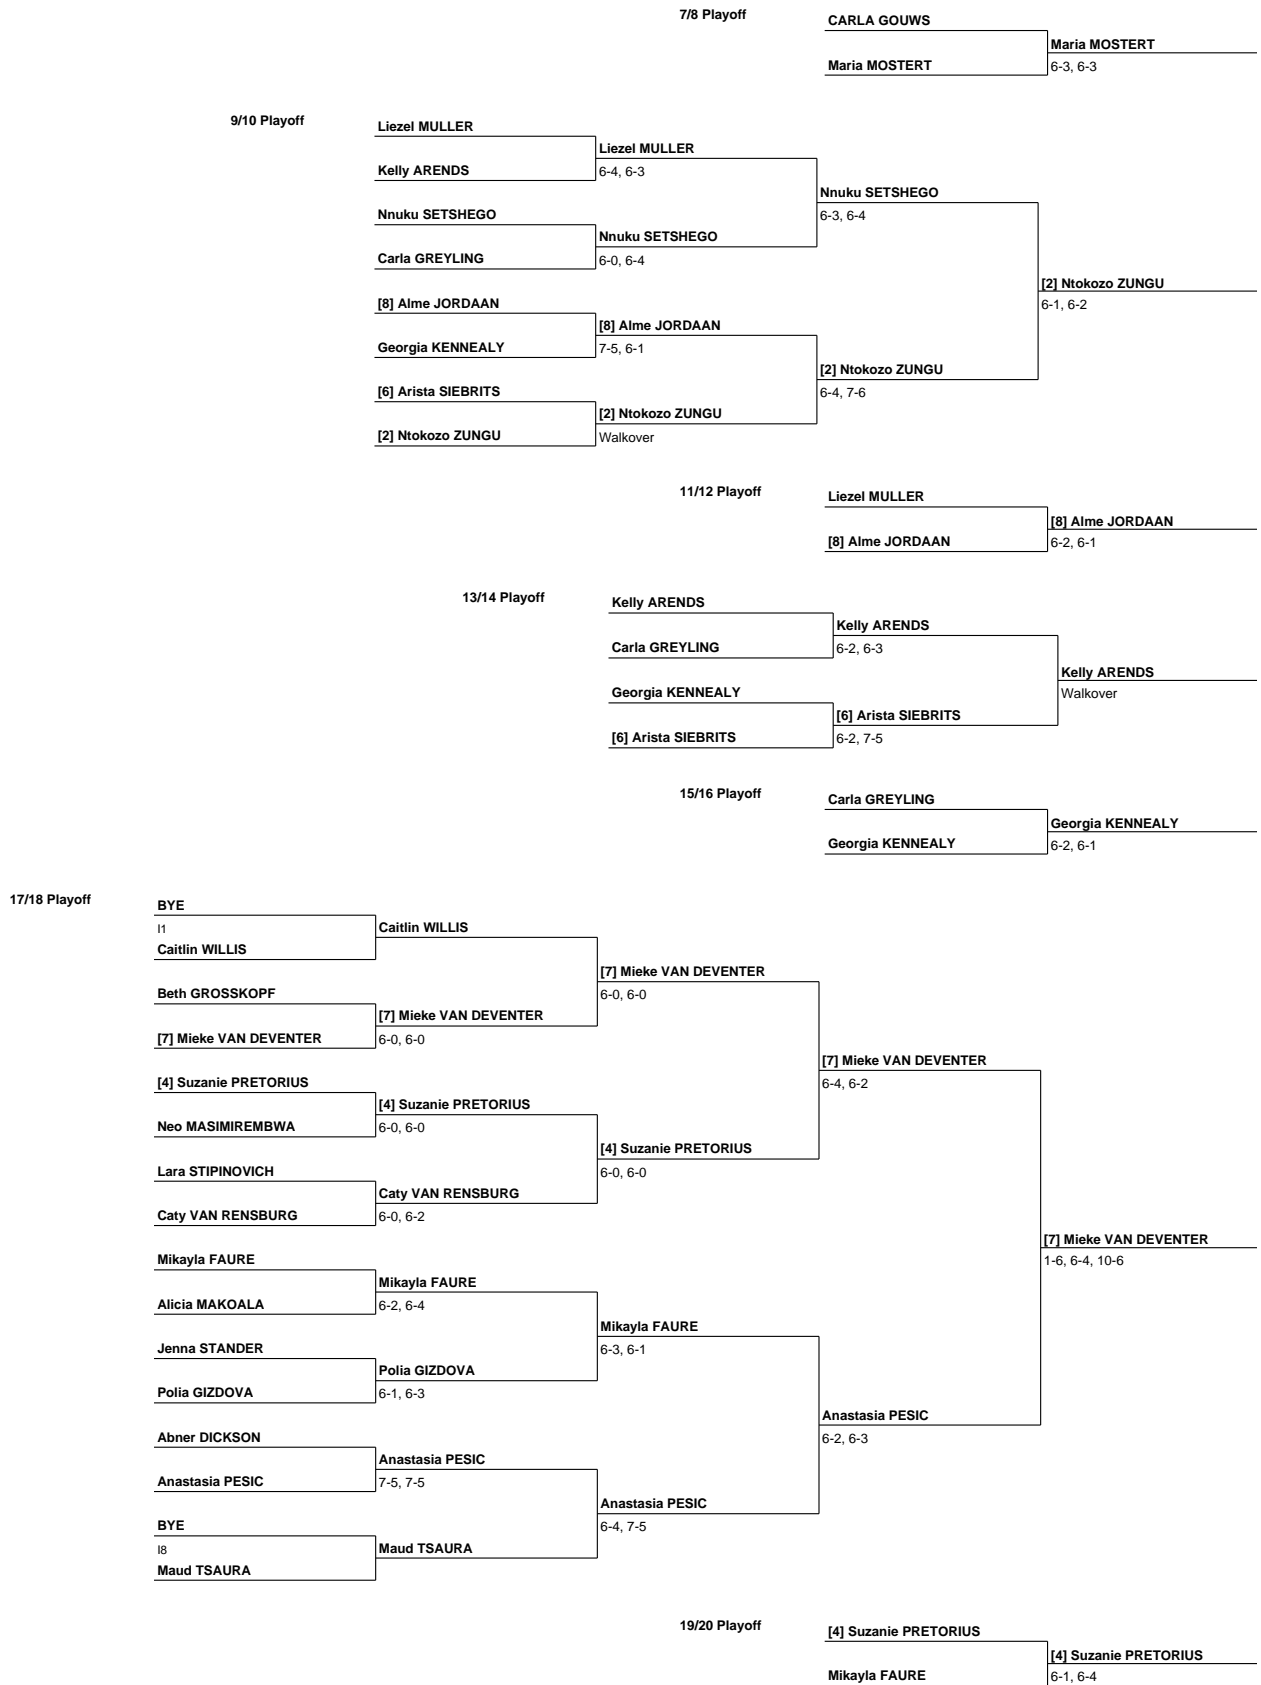 7/8 Playoff
CARLA GOUWS
Maria MOSTERT
Maria MOSTERT
6-3, 6-3
9/10 Playoff
Liezel MULLER
Liezel MULLER
Kelly ARENDS
6-4, 6-3
Nnuku SETSHEGO
Nnuku SETSHEGO
6-3, 6-4
Nnuku SETSHEGO
Carla GREYLING
6-0, 6-4
[2] Ntokozo ZUNGU
[8] Alme JORDAAN
6-1, 6-2
[8] Alme JORDAAN
Georgia KENNEALY
7-5, 6-1
[2] Ntokozo ZUNGU
[6] Arista SIEBRITS
6-4, 7-6
[2] Ntokozo ZUNGU
[2] Ntokozo ZUNGU
Walkover
11/12 Playoff
Liezel MULLER
[8] Alme JORDAAN
[8] Alme JORDAAN
6-2, 6-1
13/14 Playoff
Kelly ARENDS
Kelly ARENDS
Carla GREYLING
6-2, 6-3
Kelly ARENDS
Georgia KENNEALY
Walkover
[6] Arista SIEBRITS
[6] Arista SIEBRITS
6-2, 7-5
15/16 Playoff
Carla GREYLING
Georgia KENNEALY
Georgia KENNEALY
6-2, 6-1
17/18 Playoff
BYE
I1
Caitlin WILLIS
Caitlin WILLIS
[7] Mieke VAN DEVENTER
Beth GROSSKOPF
6-0, 6-0
[7] Mieke VAN DEVENTER
[7] Mieke VAN DEVENTER
6-0, 6-0
[7] Mieke VAN DEVENTER
[4] Suzanie PRETORIUS
6-4, 6-2
[4] Suzanie PRETORIUS
Neo MASIMIREMBWA
6-0, 6-0
[4] Suzanie PRETORIUS
Lara STIPINOVICH
6-0, 6-0
Caty VAN RENSBURG
Caty VAN RENSBURG
6-0, 6-2
[7] Mieke VAN DEVENTER
Mikayla FAURE
1-6, 6-4, 10-6
Mikayla FAURE
Alicia MAKOALA
6-2, 6-4
Mikayla FAURE
Jenna STANDER
6-3, 6-1
Polia GIZDOVA
Polia GIZDOVA
6-1, 6-3
Anastasia PESIC
Abner DICKSON
6-2, 6-3
Anastasia PESIC
Anastasia PESIC
7-5, 7-5
Anastasia PESIC
BYE
6-4, 7-5
I8
Maud TSAURA
Maud TSAURA
19/20 Playoff
[4] Suzanie PRETORIUS
[4] Suzanie PRETORIUS
Mikayla FAURE
6-1, 6-4